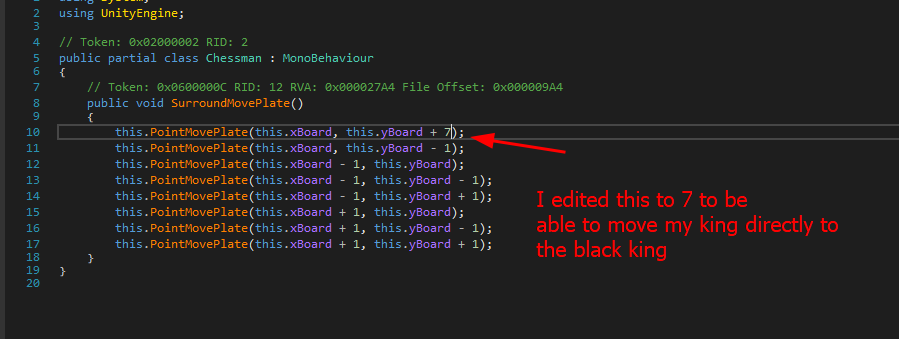 using System;
2 using UnityEngine;
3
4 // Token: 0x02000002 RID: 2
5 public partial class Chessman : MonoBehaviour
6 {
7 // Token: 0x0600000C RID: 12 RVA: 0x000027A4 File Offset: 0x000009A4
8 public void SurroundMovePlate()
9 {
10 this.PointMovePlate(this.xBoard, this.yBoard + 7);
11 this.PointMovePlate(this.xBoard, this.yBoard - 1);
12 this.PointMovePlate(this.xBoard - 1, this.yBoard);
13 this.PointMovePlate(this.xBoard - 1, this.yBoard - 1);
14 this.PointMovePlate(this.xBoard - 1, this.yBoard + 1);
15 this.PointMovePlate(this.xBoard + 1, this.yBoard);
16 this.PointMovePlate(this.xBoard + 1, this.yBoard - 1);
17 this.PointMovePlate(this.xBoard + 1, this.yBoard + 1);
18 }
19 }
20
I edited this to 7 to be
able to move my king directly to
the black king